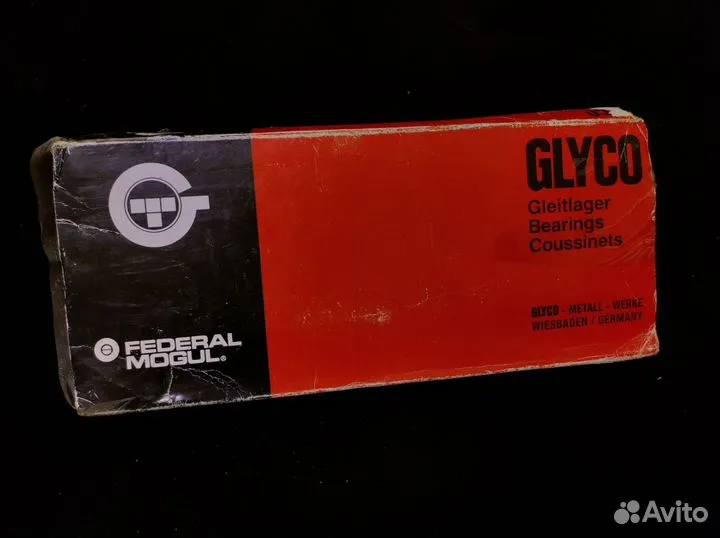 GLYCO
Gleitlager
Bearings
Coussinets
GLYCO - METALL - WERKE
WIESBADEN / GERMANY
FEDERAL
MOGUL®
Avito